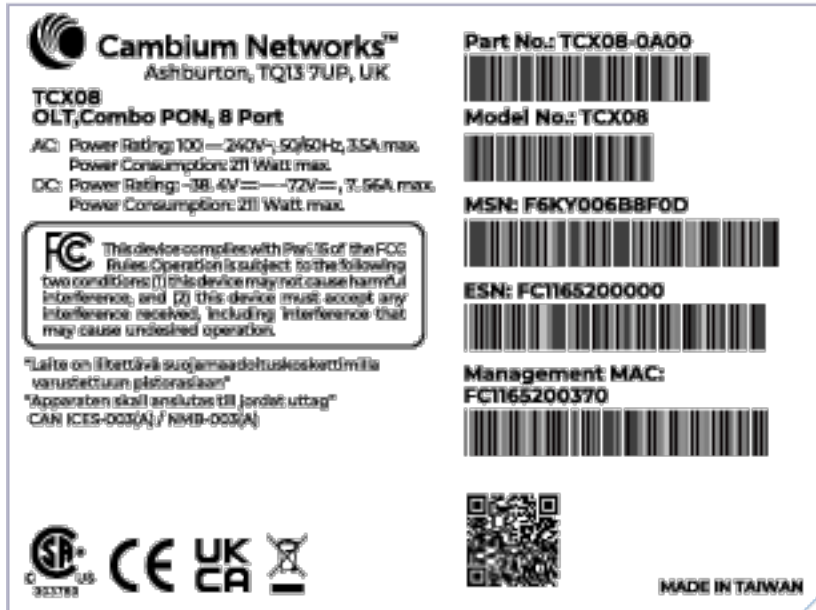 Cambium Networks™
Ashburton, TQ13 7UP, UK
TCX08
OLT,Combo PON, 8 Port
AC: Power Rating: 100 — 240V~, 50/60Hz, 3.5A max.
Power Consumption: 211 Watt max.
DC: Power Rating: -38. 4V⎓— -72V⎓, 7. 56A max.
Power Consumption: 211 Watt max.
FC This device complies with Part 15 of the FCC
Rules. Operation is subject to the following
two conditions: (1) this device may not cause harmful
interference, and (2) this device must accept any
interference received, including interference that
may cause undesired operation.
"Laite on liitettävä suojamaadoituskoskettimilla
varustettuun pistorasiaan"
"Apparaten skall anslutas till jordat uttag"
CAN ICES-003(A) / NMB-003(A)
SA
C US
CE
UK
CA
Part No.: TCX08-0A00
Model No.: TCX08
MSN: F6KY006B8F0D
ESN: FC1165200000
Management MAC:
FC1165200370
MADE IN TAIWAN